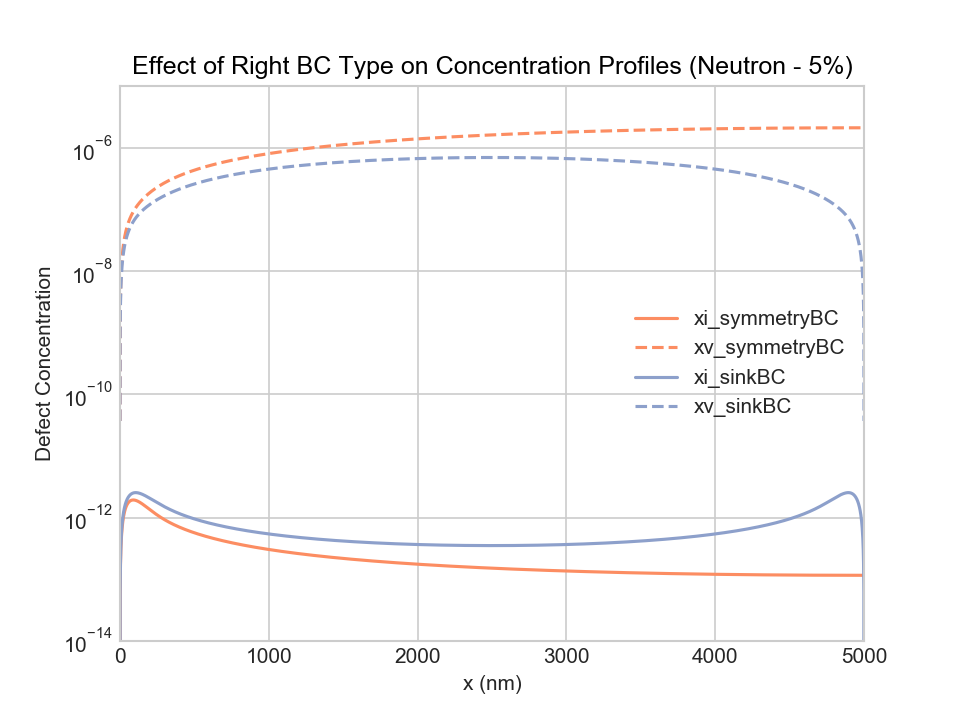 Effect of Right BC Type on Concentration Profiles (Neutron - 5%)
Defect Concentration
10⁻⁶
10⁻⁸
10⁻¹⁰
10⁻¹²
10⁻¹⁴
xi_symmetryBC
xv_symmetryBC
xi_sinkBC
xv_sinkBC
0 1000 2000 3000 4000 5000
x (nm)